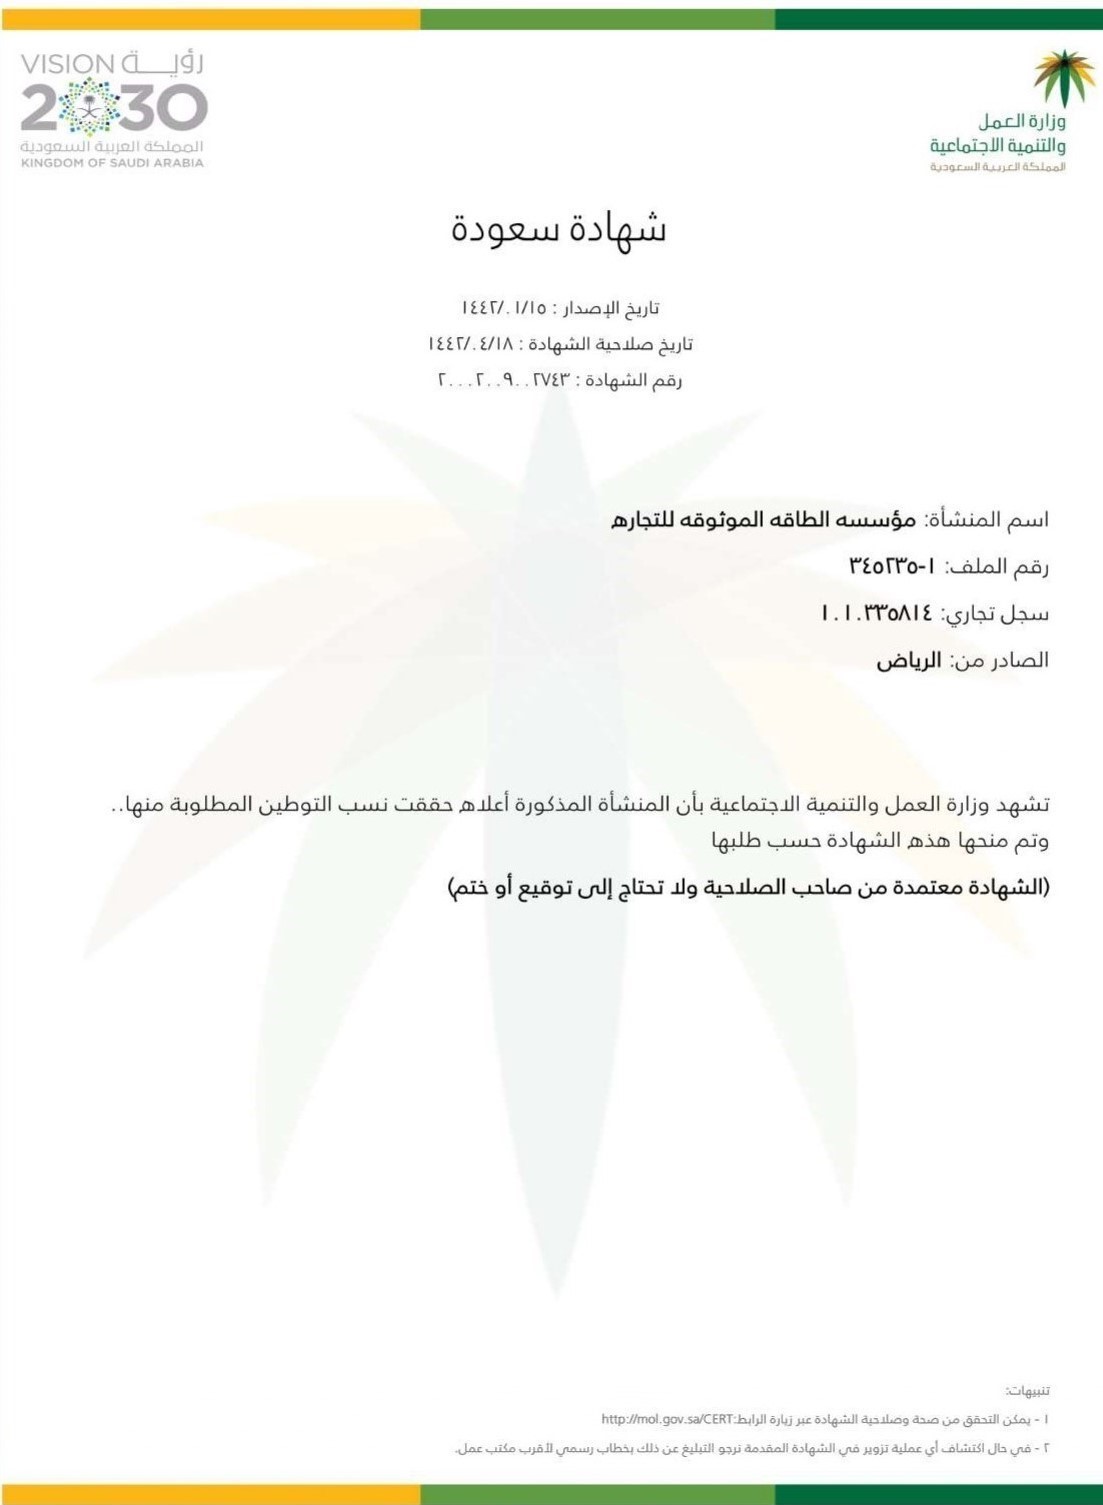 VISION رؤية
2030
المملكة العربية السعودية
KINGDOM OF SAUDI ARABIA
وزارة العمل
والتنمية الاجتماعية
المملكة العربية السعودية
شهادة سعودة
تاريخ الإصدار : ١٤٤٢/٠١/١٥
تاريخ صلاحية الشهادة : ١٤٤٢/٠٤/١٨
رقم الشهادة : ٢٠٠٠٢٠٠٩٠٠٢٧٤٣
اسم المنشأة: مؤسسه الطاقه الموثوقه للتجاره
رقم الملف: ١-٣٤٥٢٣٥
سجل تجاري: ١٠١٠٣٣٥٨١٤
الصادر من: الرياض
تشهد وزارة العمل والتنمية الاجتماعية بأن المنشأة المذكورة أعلاه حققت نسب التوطين المطلوبة منها..
وتم منحها هذه الشهادة حسب طلبها
(الشهادة معتمدة من صاحب الصلاحية ولا تحتاج إلى توقيع أو ختم)
تنبيهات:
١ - يمكن التحقق من صحة وصلاحية الشهادة عبر زيارة الرابط:http://mol.gov.sa/CERT
٢ - في حال اكتشاف أي عملية تزوير في الشهادة المقدمة نرجو التبليغ عن ذلك بخطاب رسمي لأقرب مكتب عمل.